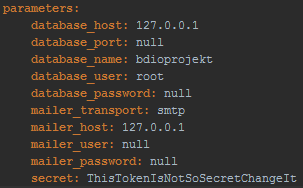 parameters:
    database_host: 127.0.0.1
    database_port: null
    database_name: bdioprojekt
    database_user: root
    database_password: null
    mailer_transport: smtp
    mailer_host: 127.0.0.1
    mailer_user: null
    mailer_password: null
    secret: ThisTokenIsNotSoSecretChangeIt